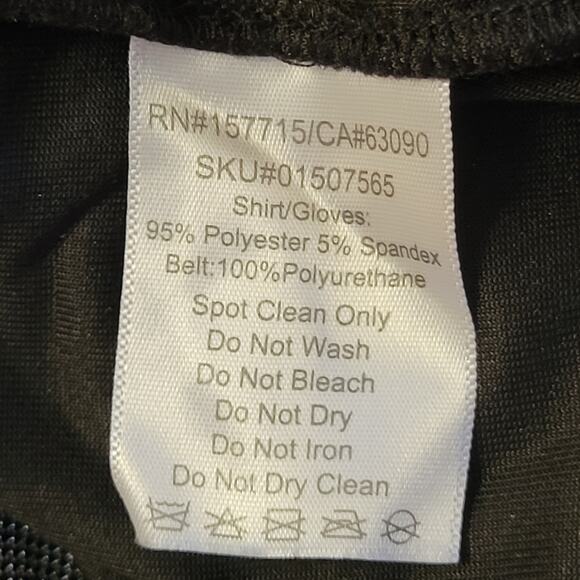 RN#157715/CA#63090
SKU#01507565
Shirt/Gloves:
95% Polyester 5% Spandex
Belt:100%Polyurethane
Spot Clean Only
Do Not Wash
Do Not Bleach
Do Not Dry
Do Not Iron
Do Not Dry Clean